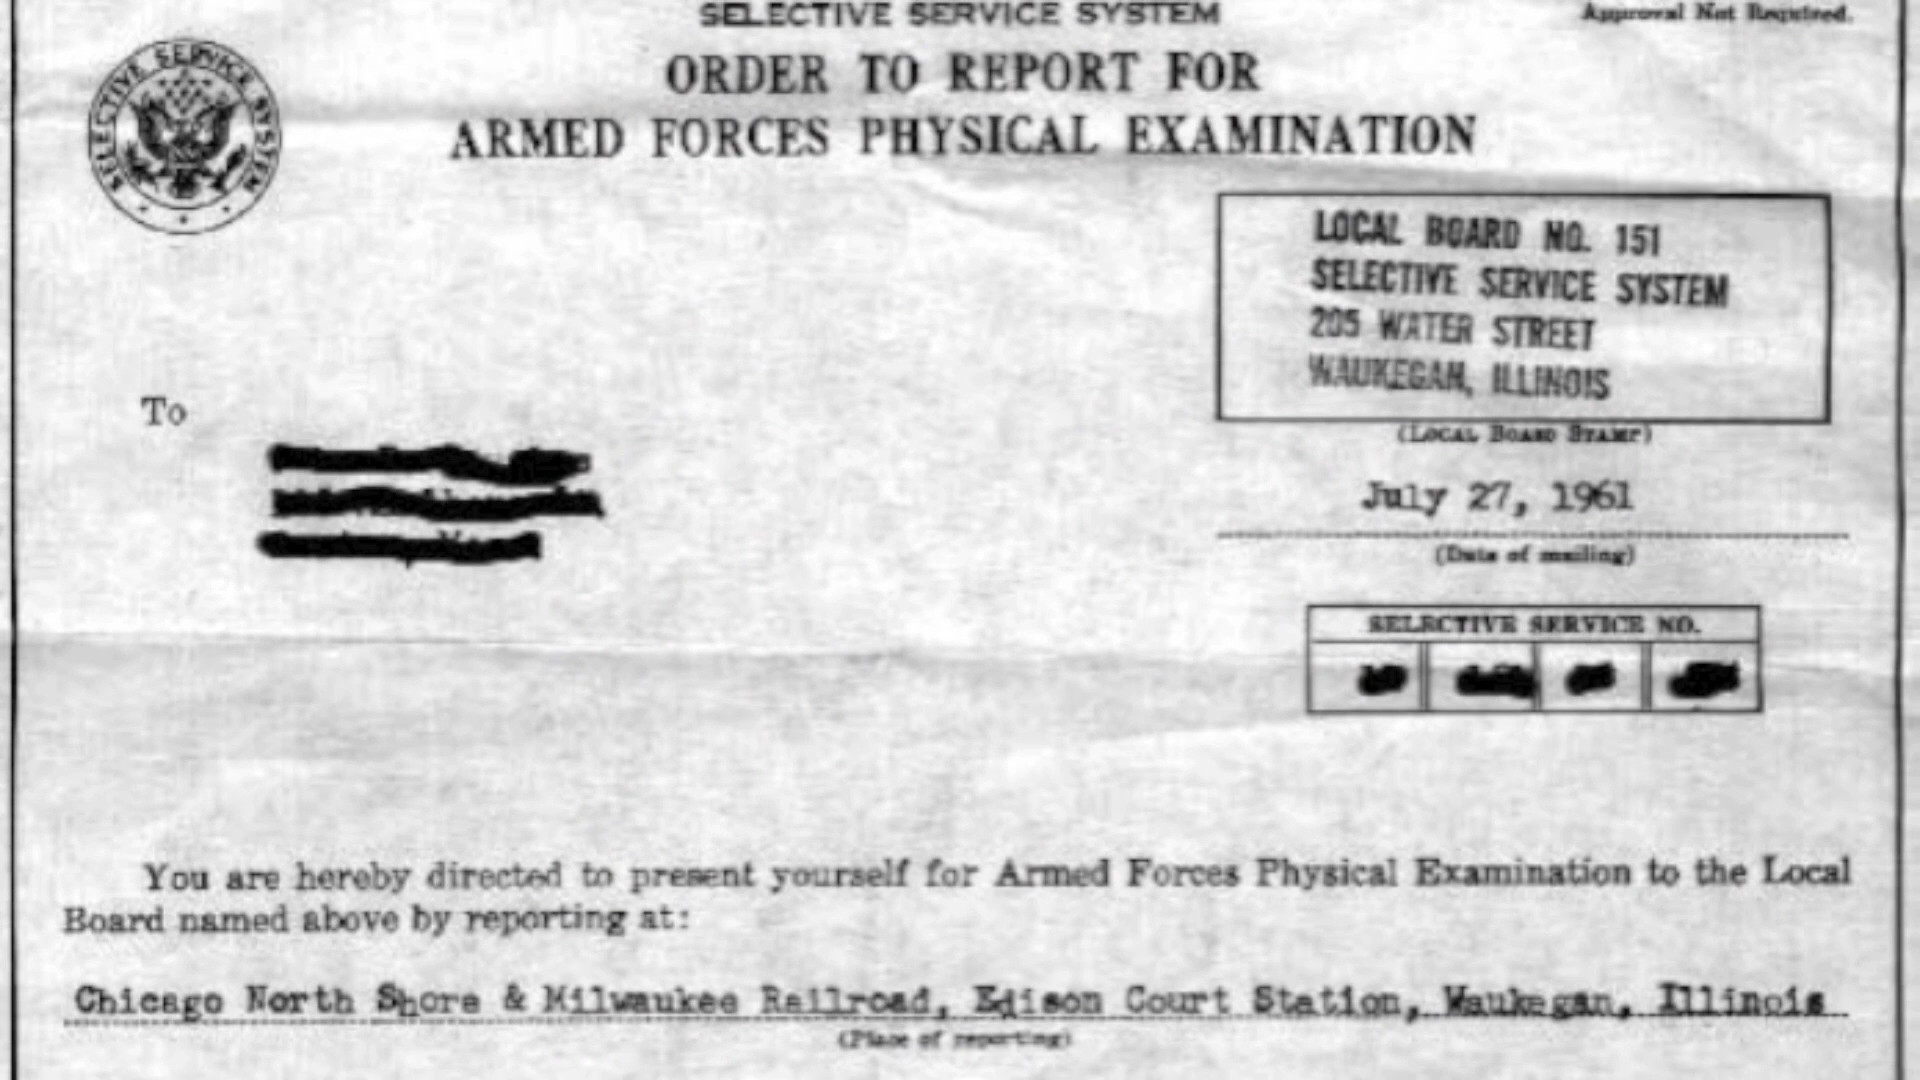 SELECTIVE SERVICE SYSTEM
Approval Not Required.
ORDER TO REPORT FOR
ARMED FORCES PHYSICAL EXAMINATION
SELECTIVE SERVICE SYSTEM
LOCAL BOARD NO. 151
SELECTIVE SERVICE SYSTEM
205 WATER STREET
WAUKEGAN, ILLINOIS
(LOCAL BOARD STAMP)
To
July 27, 1961
(Date of mailing)
SELECTIVE SERVICE NO.
You are hereby directed to present yourself for Armed Forces Physical Examination to the Local
Board named above by reporting at:
Chicago North Shore & Milwaukee Railroad, Edison Court Station, Waukegan, Illinois
(Place of reporting)